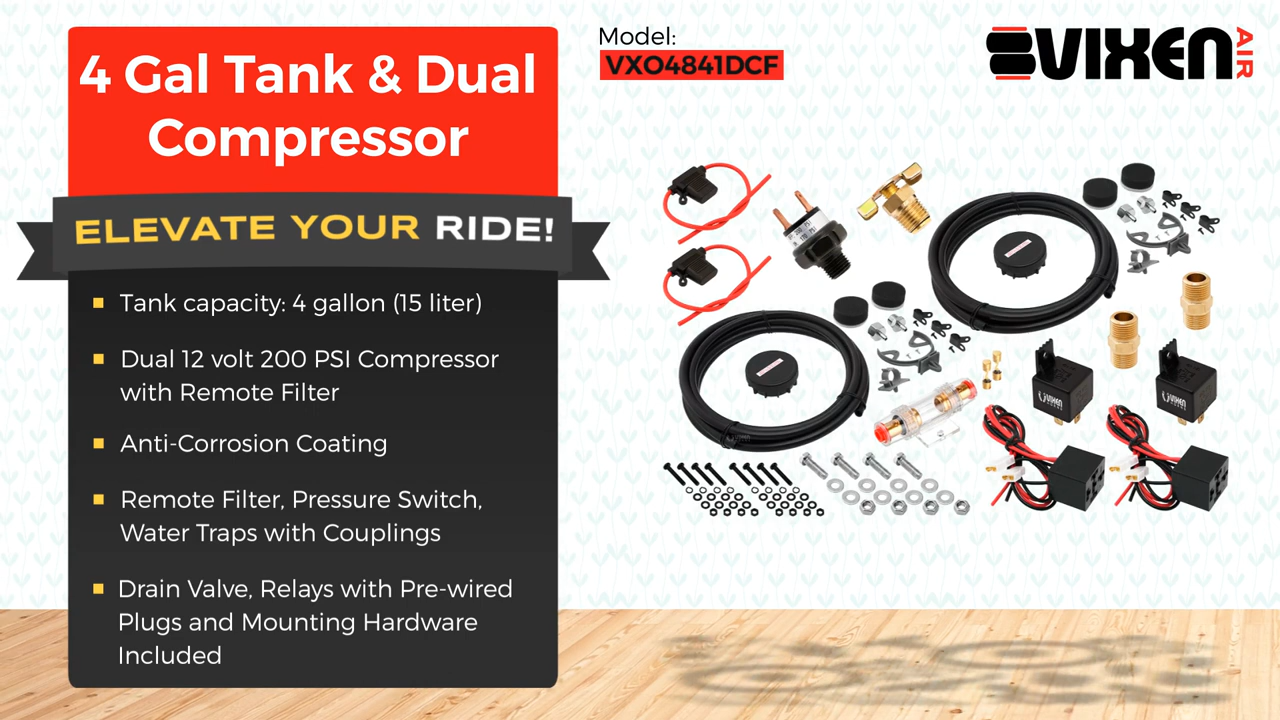 4 Gal Tank & Dual
Compressor
ELEVATE YOUR RIDE!
Tank capacity: 4 gallon (15 liter)
Dual 12 volt 200 PSI Compressor
with Remote Filter
Anti-Corrosion Coating
Remote Filter, Pressure Switch,
Water Traps with Couplings
Drain Valve, Relays with Pre-wired
Plugs and Mounting Hardware
Included
Model:
VXO4841DCF
VIXEN AIR
VIXEN
VIXEN